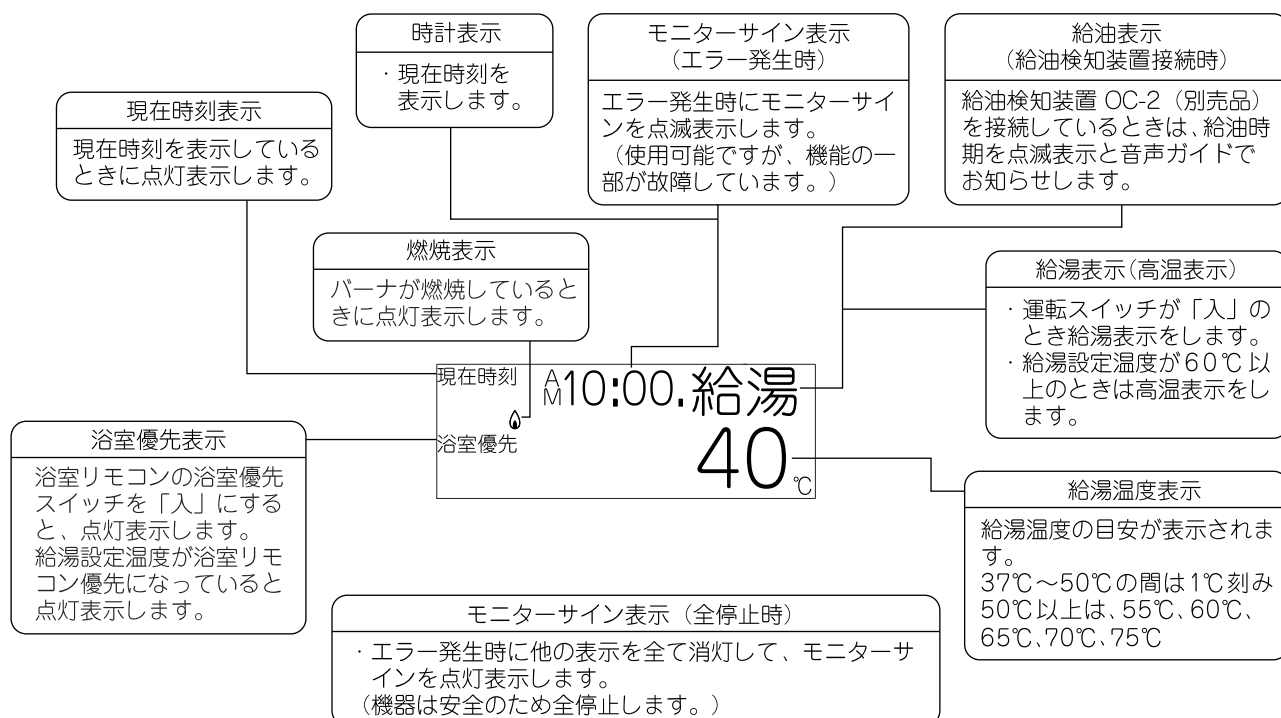 時計表示
・現在時刻を
表示します。
モニターサイン表示
(エラー発生時)
エラー発生時にモニターサイ
ンを点滅表示します。
(使用可能ですが、機能の一
部が故障しています。)
給油表示
(給油検知装置接続時)
給油検知装置 OC-2(別売品)
を接続しているときは、給油時
期を点滅表示と音声ガイドで
お知らせします。
現在時刻表示
現在時刻を表示している
ときに点灯表示します。
燃焼表示
バーナが燃焼していると
きに点灯表示します。
給湯表示(高温表示)
・運転スイッチが「入」の
とき給湯表示をします。
・給湯設定温度が60℃以
上のときは高温表示をし
ます。
現在時刻
AM10:00.給湯
浴室優先
40℃
浴室優先表示
浴室リモコンの浴室優先
スイッチを「入」にする
と、点灯表示します。
給湯設定温度が浴室リモ
コン優先になっていると
点灯表示します。
給湯温度表示
給湯温度の目安が表示されま
す。
37℃~50℃の間は1℃刻み
50℃以上は、55℃、60℃、
65℃、70℃、75℃
モニターサイン表示(全停止時)
・エラー発生時に他の表示を全て消灯して、モニターサ
インを点灯表示します。
(機器は安全のため全停止します。)